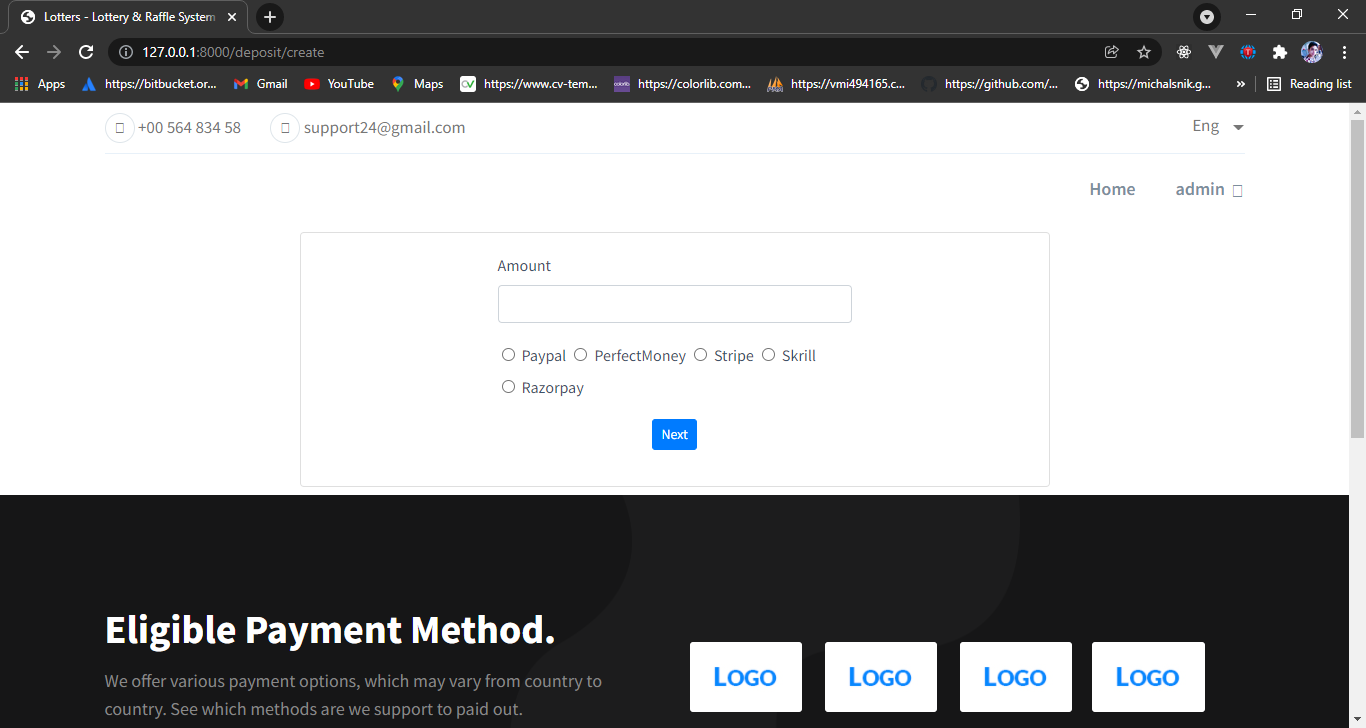 Lotters - Lottery & Raffle System
127.0.0.1:8000/deposit/create
Apps https://bitbucket.or... Gmail YouTube Maps https://www.cv-tem... https://colorlib.com... https://vmi494165.c... https://github.com/... https://michalsnik.g... » Reading list
+00 564 834 58 support24@gmail.com Eng
Home admin
Amount
Paypal PerfectMoney Stripe Skrill
Razorpay
Next
Eligible Payment Method.
We offer various payment options, which may vary from country to
country. See which methods are we support to paid out.
LOGO LOGO LOGO LOGO